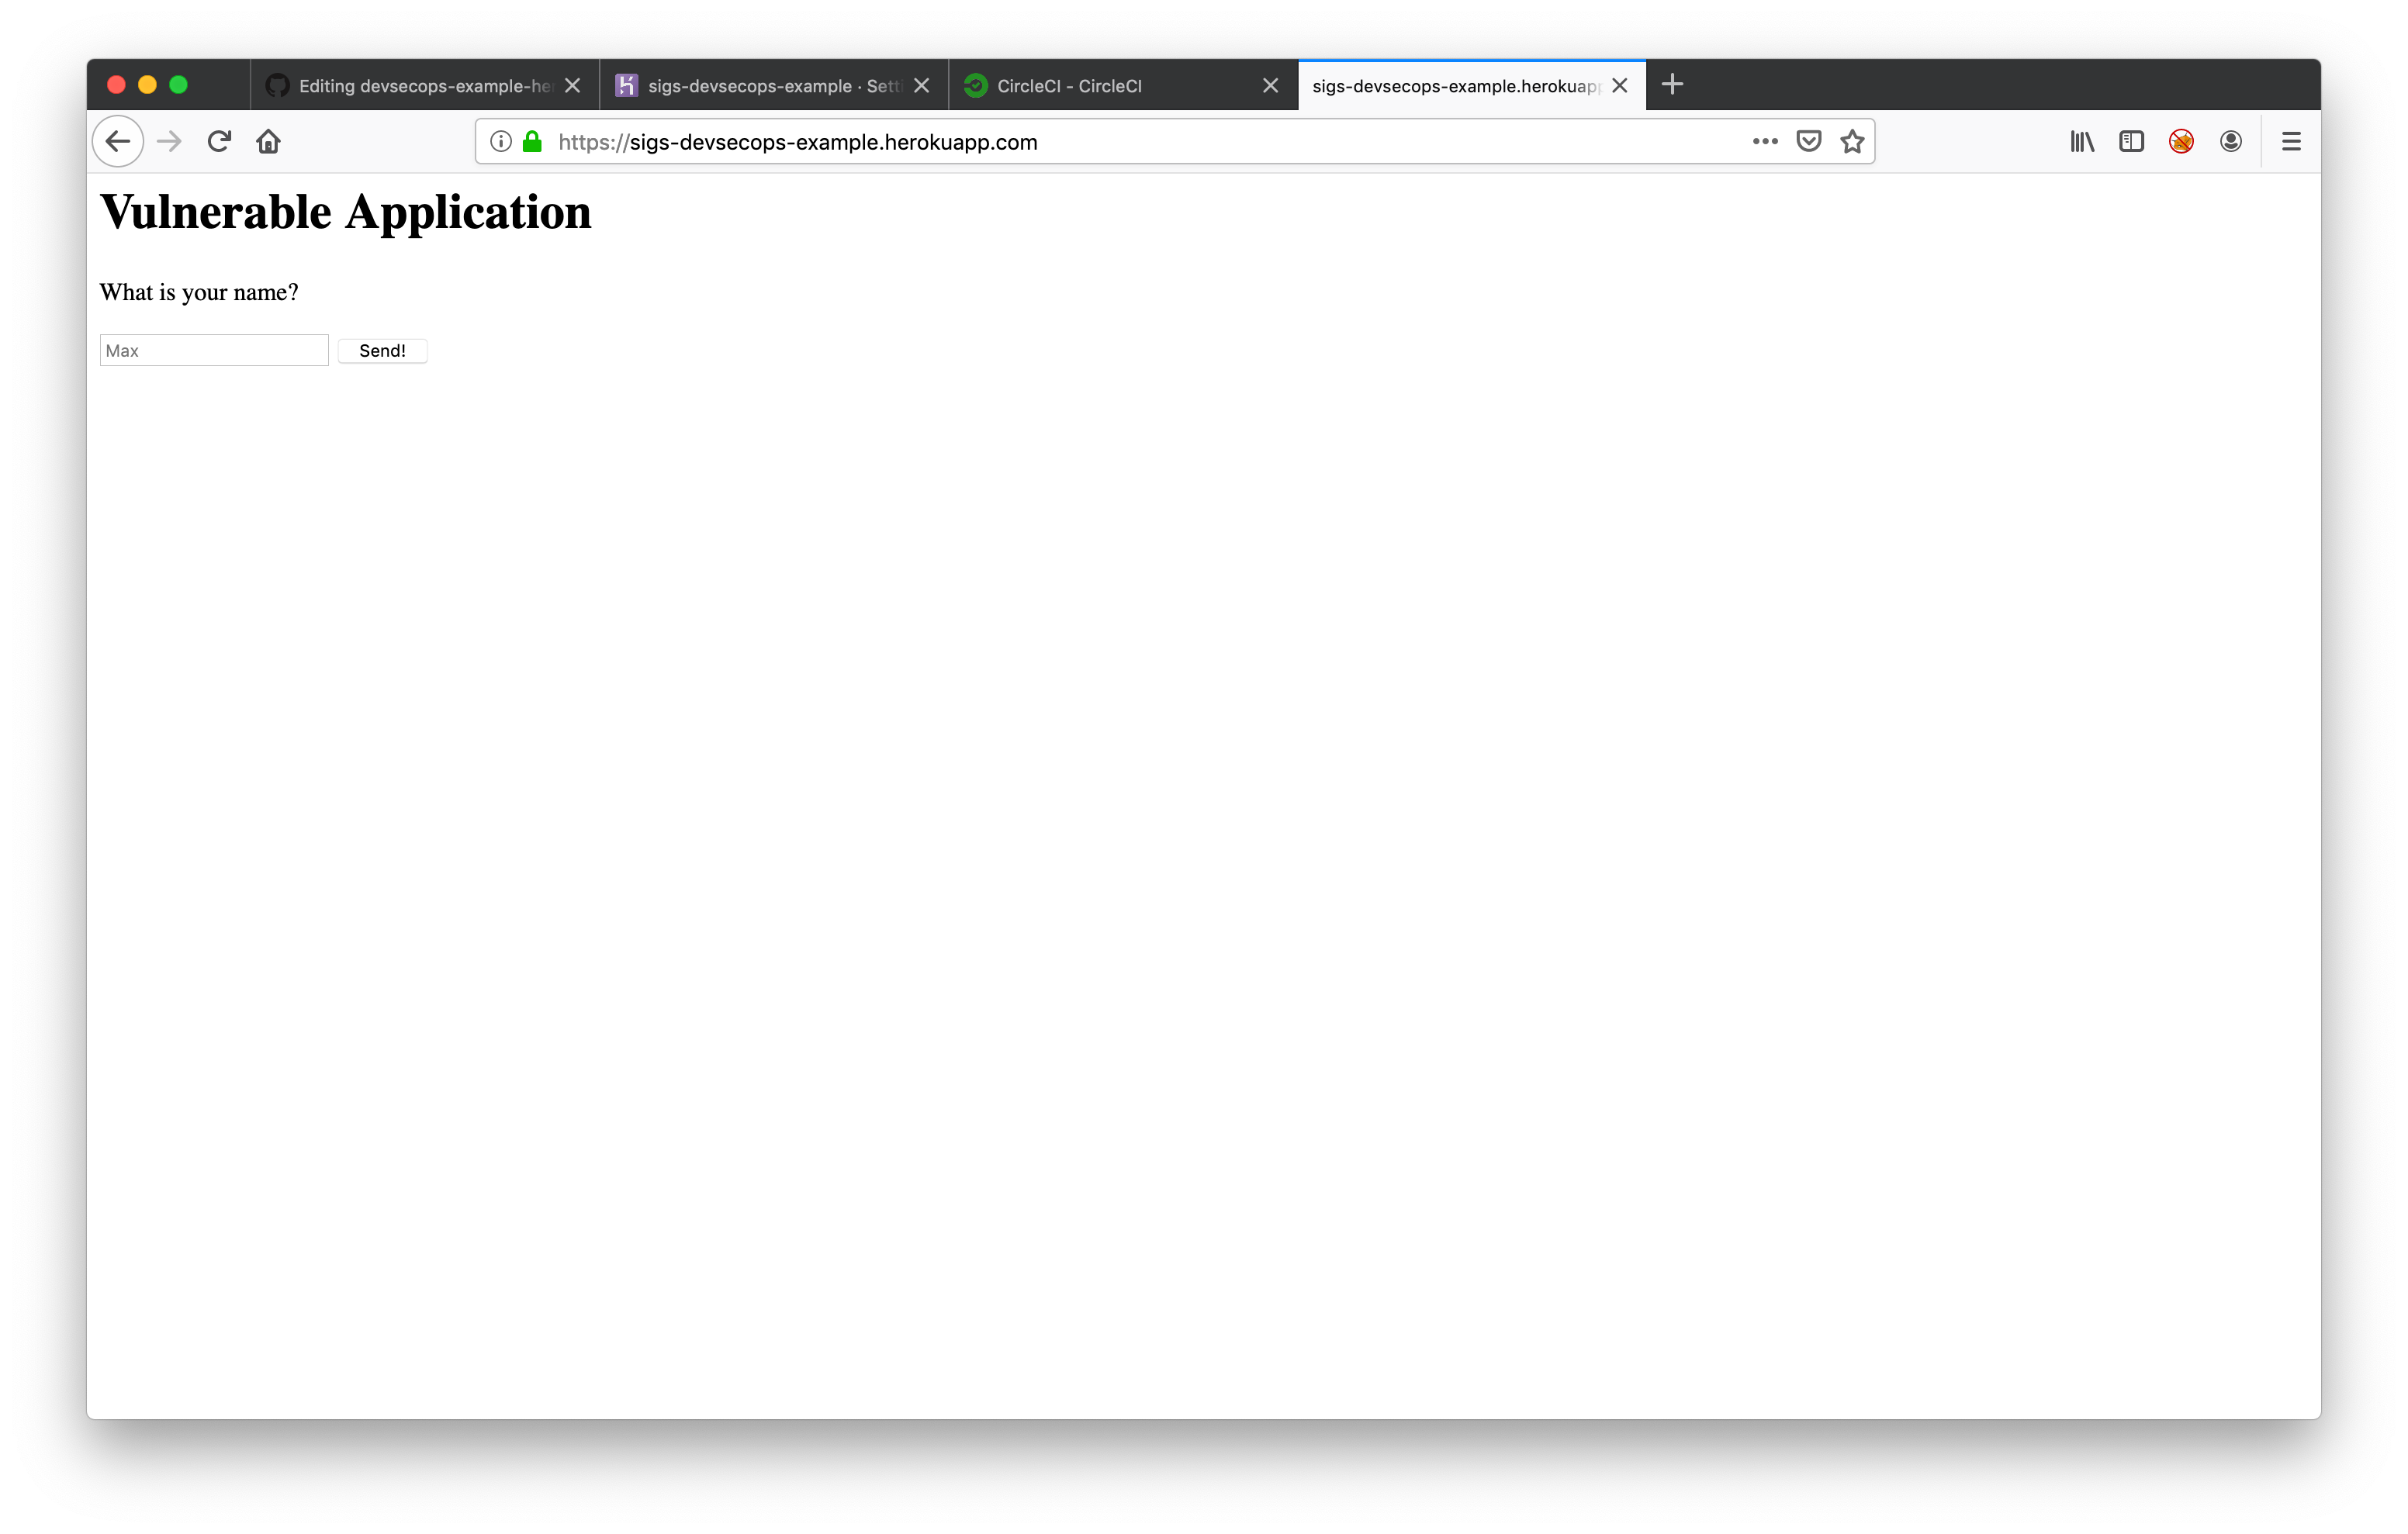 Editing devsecops-example-he
sigs-devsecops-example · Sett
CircleCI - CircleCI
sigs-devsecops-example.herokuapp
https://sigs-devsecops-example.herokuapp.com
Vulnerable Application
What is your name?
Max
Send!